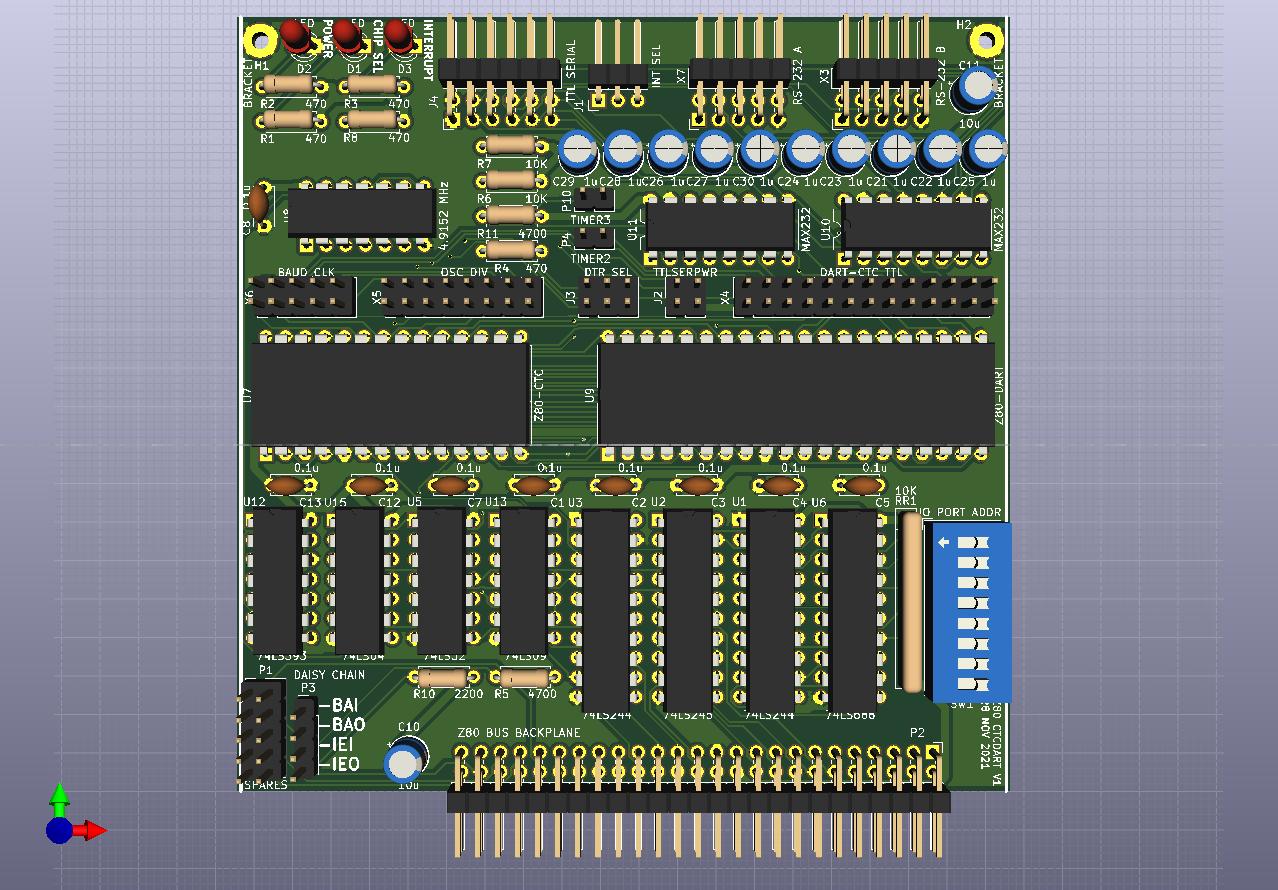 H1
H2
POWER
CHIP SEL
INTERRUPT
D2
D1
D3
BRACKET
R2 470
R3 470
R1 470
R8 470
J4
TTL SERIAL
J1
INT SEL
X7
RS-232 A
X3
RS-232 B
C11
BRACKET
10u
R7 10K
R6 10K
R11 4700
R4 470
C29 1u
C28 1u
C26 1u
C27 1u
C30 1u
C24 1u
C23 1u
C21 1u
C22 1u
C25 1u
P10
TIMER3
P4
TIMER2
C8
4.9152 MHz
U11
MAX232
U10
MAX232
BAUD CLK
OSC DIV
DTR SEL
TTLSERPWR
DART-CTC TTL
X5
J3
J2
X4
U7
Z80-CTC
U9
Z80-DART
0.1u
0.1u
0.1u
0.1u
0.1u
0.1u
0.1u
0.1u
U12 C13
U15 C12
U5 C7
U13 C1
U3 C2
U2 C3
U1 C4
U6 C5
10K
RR1
IO PORT ADDR
74LS393
74LS04
74LS32
74LS09
74LS244
74LS245
74LS244
74LS688
SW1
P1
DAISY CHAIN
P3
BAI
BAO
IEI
IEO
SPARES
R10 2200
R5 4700
C10
10u
Z80 BUS BACKPLANE
P2
Z80 CTCDART V1
NOV 2021